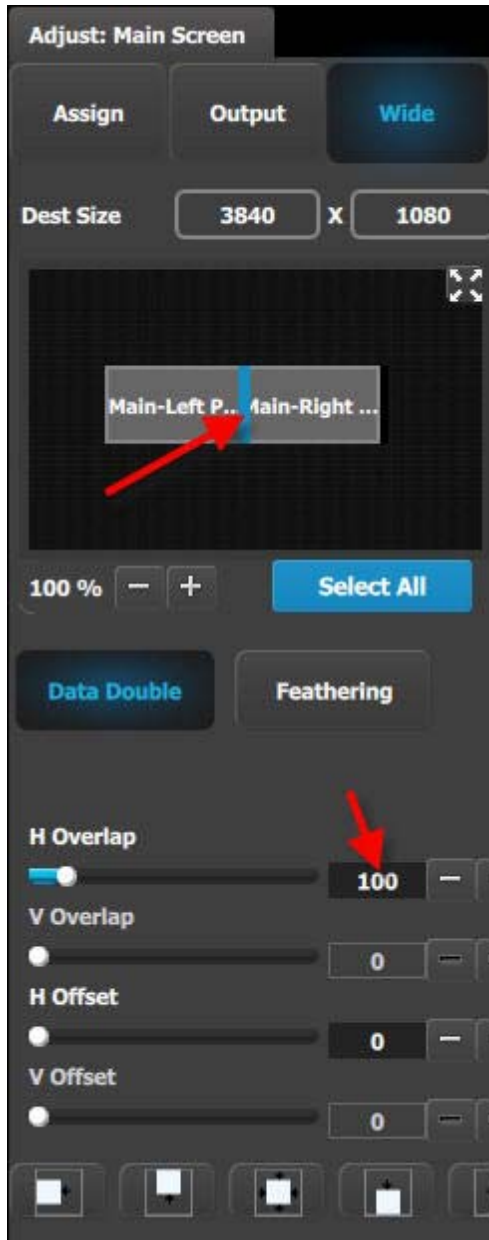 Adjust: Main Screen
Assign Output Wide
Dest Size 3840 X 1080
Main-Left P... Main-Right ...
100 % − + Select All
Data Double Feathering
H Overlap
100 −
V Overlap
0 −
H Offset
0 −
V Offset
0 −